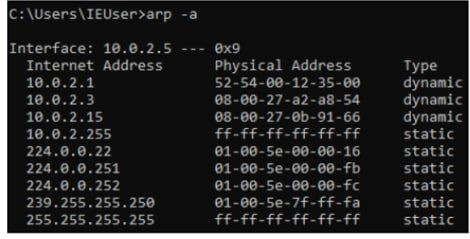 C:\Users\IEUser>arp -a
Interface: 10.0.2.5 --- 0x9
Internet Address Physical Address Type
10.0.2.1 52-54-00-12-35-00 dynamic
10.0.2.3 08-00-27-a2-a8-54 dynamic
10.0.2.15 08-00-27-0b-91-66 dynamic
10.0.2.255 ff-ff-ff-ff-ff-ff static
224.0.0.22 01-00-5e-00-00-16 static
224.0.0.251 01-00-5e-00-00-fb static
224.0.0.252 01-00-5e-00-00-fc static
239.255.255.250 01-00-5e-7f-ff-fa static
255.255.255.255 ff-ff-ff-ff-ff-ff static